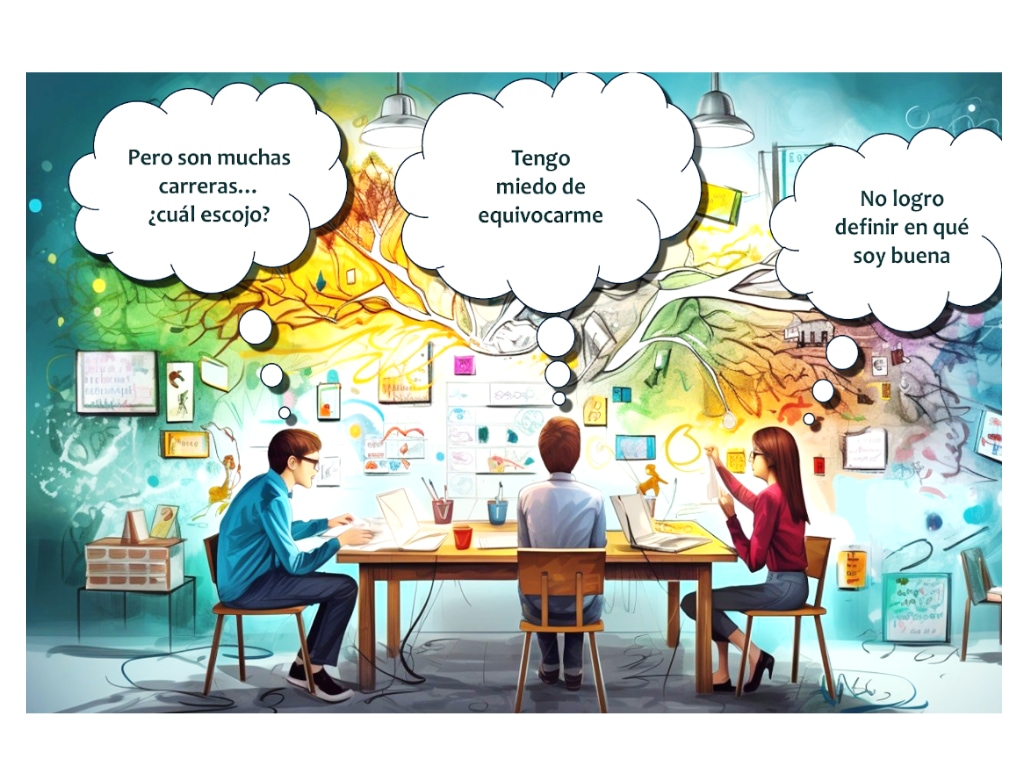 Pero son muchas
carreras...
¿cuál escojo?
Tengo
miedo de
equivocarme
No logro
definir en qué
soy buena